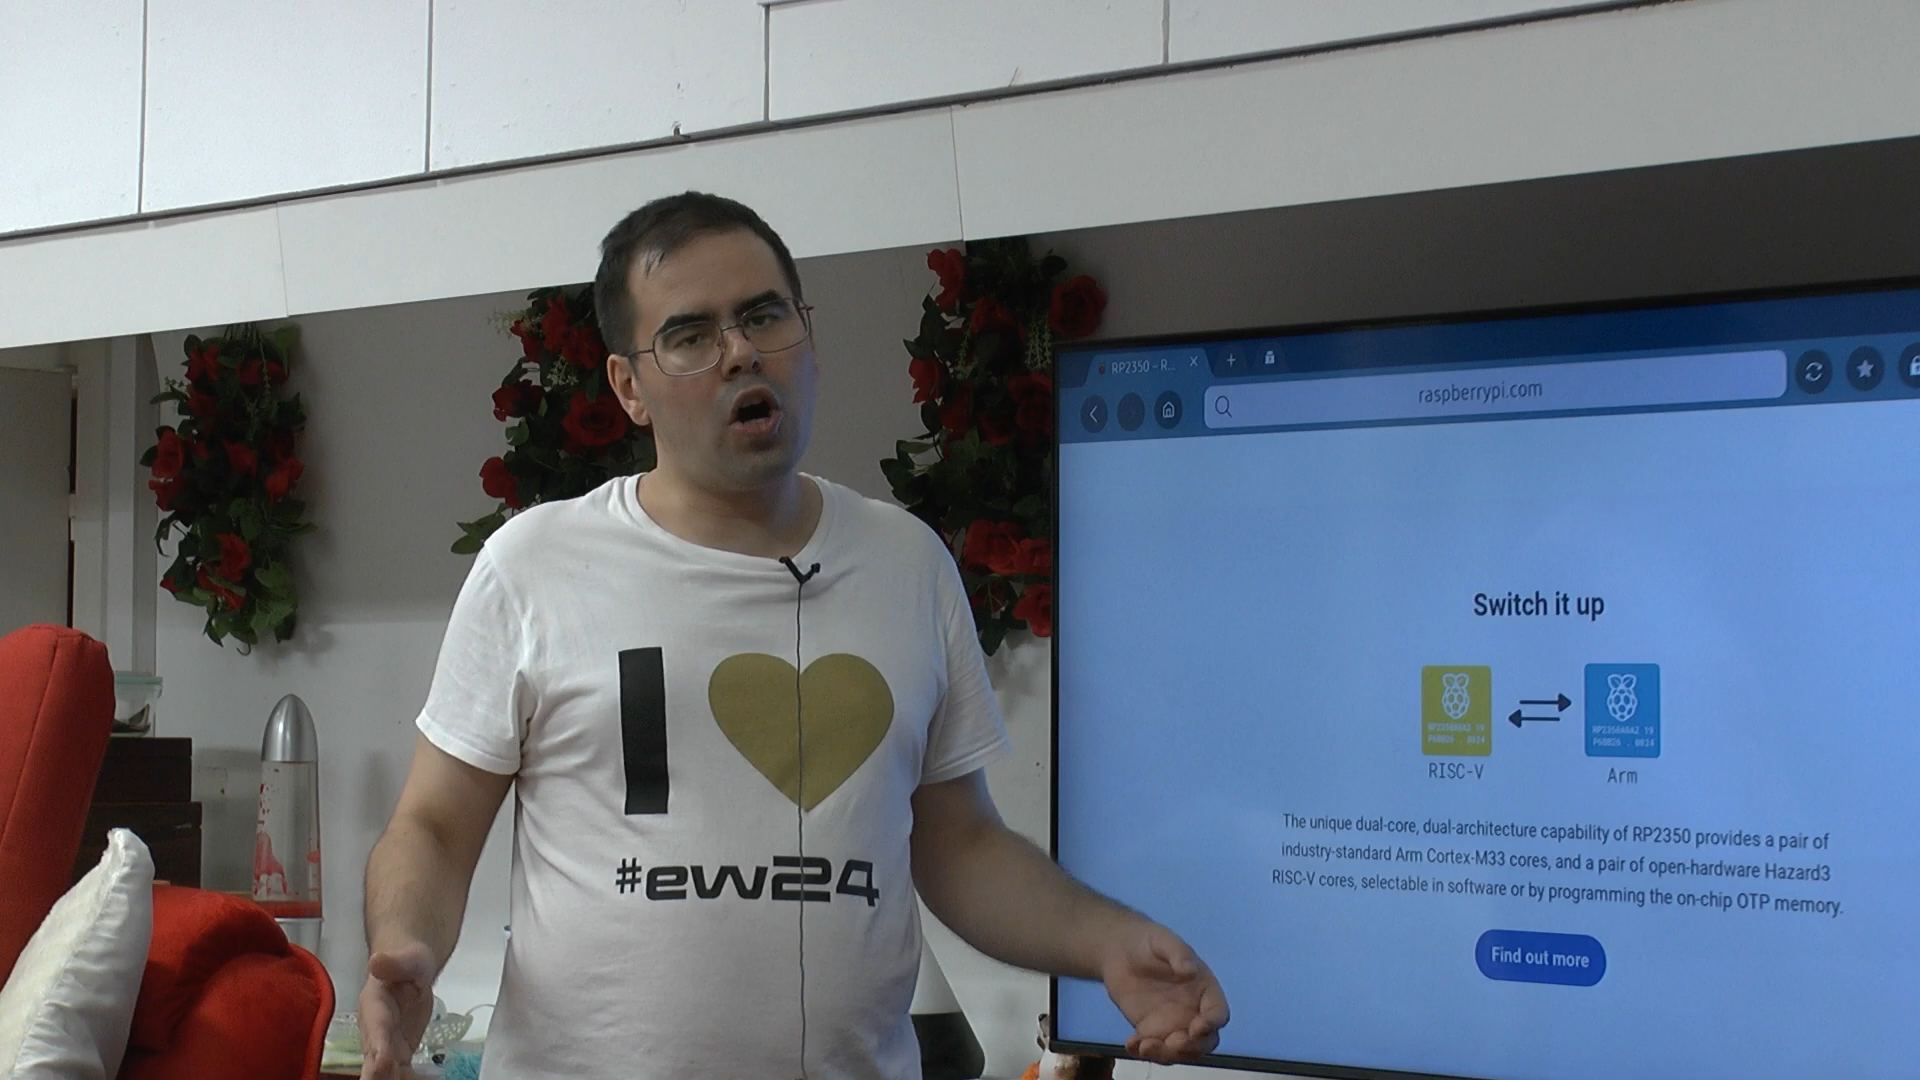 I
#ew24
RP2350 – R...
raspberrypi.com
Switch it up
RISC-V
Arm
The unique dual-core, dual-architecture capability of RP2350 provides a pair of
industry-standard Arm Cortex-M33 cores, and a pair of open-hardware Hazard3
RISC-V cores, selectable in software or by programming the on-chip OTP memory.
Find out more